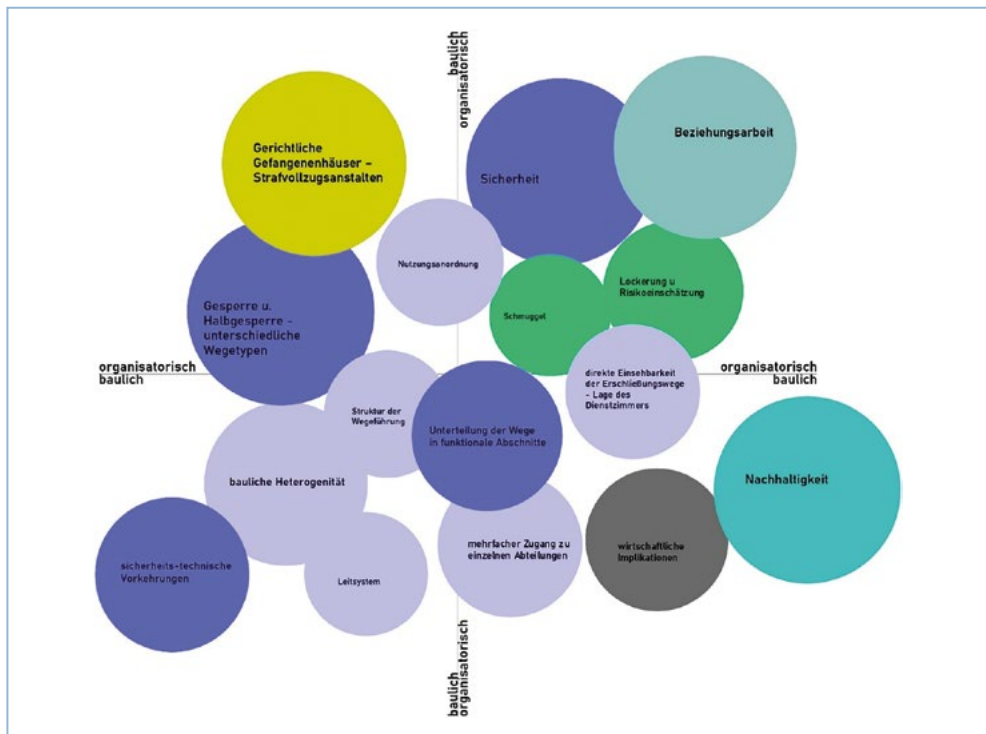 baulich
organisatorisch
Gerichtliche
Gefangenenhäuser –
Strafvollzugsanstalten
Sicherheit
Beziehungsarbeit
Nutzungsanordnung
Gesperre u.
Halbgesperre -
unterschiedliche
Wegetypen
Schmuggel
Lockerung u
Risikoeinschätzung
organisatorisch
baulich
direkte Einsehbarkeit
der Erschließungswege
- Lage des
Dienstzimmers
organisatorisch
baulich
Struktur der
Wegeführung
Unterteilung der Wege
in funktionale Abschnitte
bauliche Heterogenität
Nachhaltigkeit
sicherheits-technische
Vorkehrungen
Leitsystem
mehrfacher Zugang zu
einzelnen Abteilungen
wirtschaftliche
Implikationen
baulich
organisatorisch